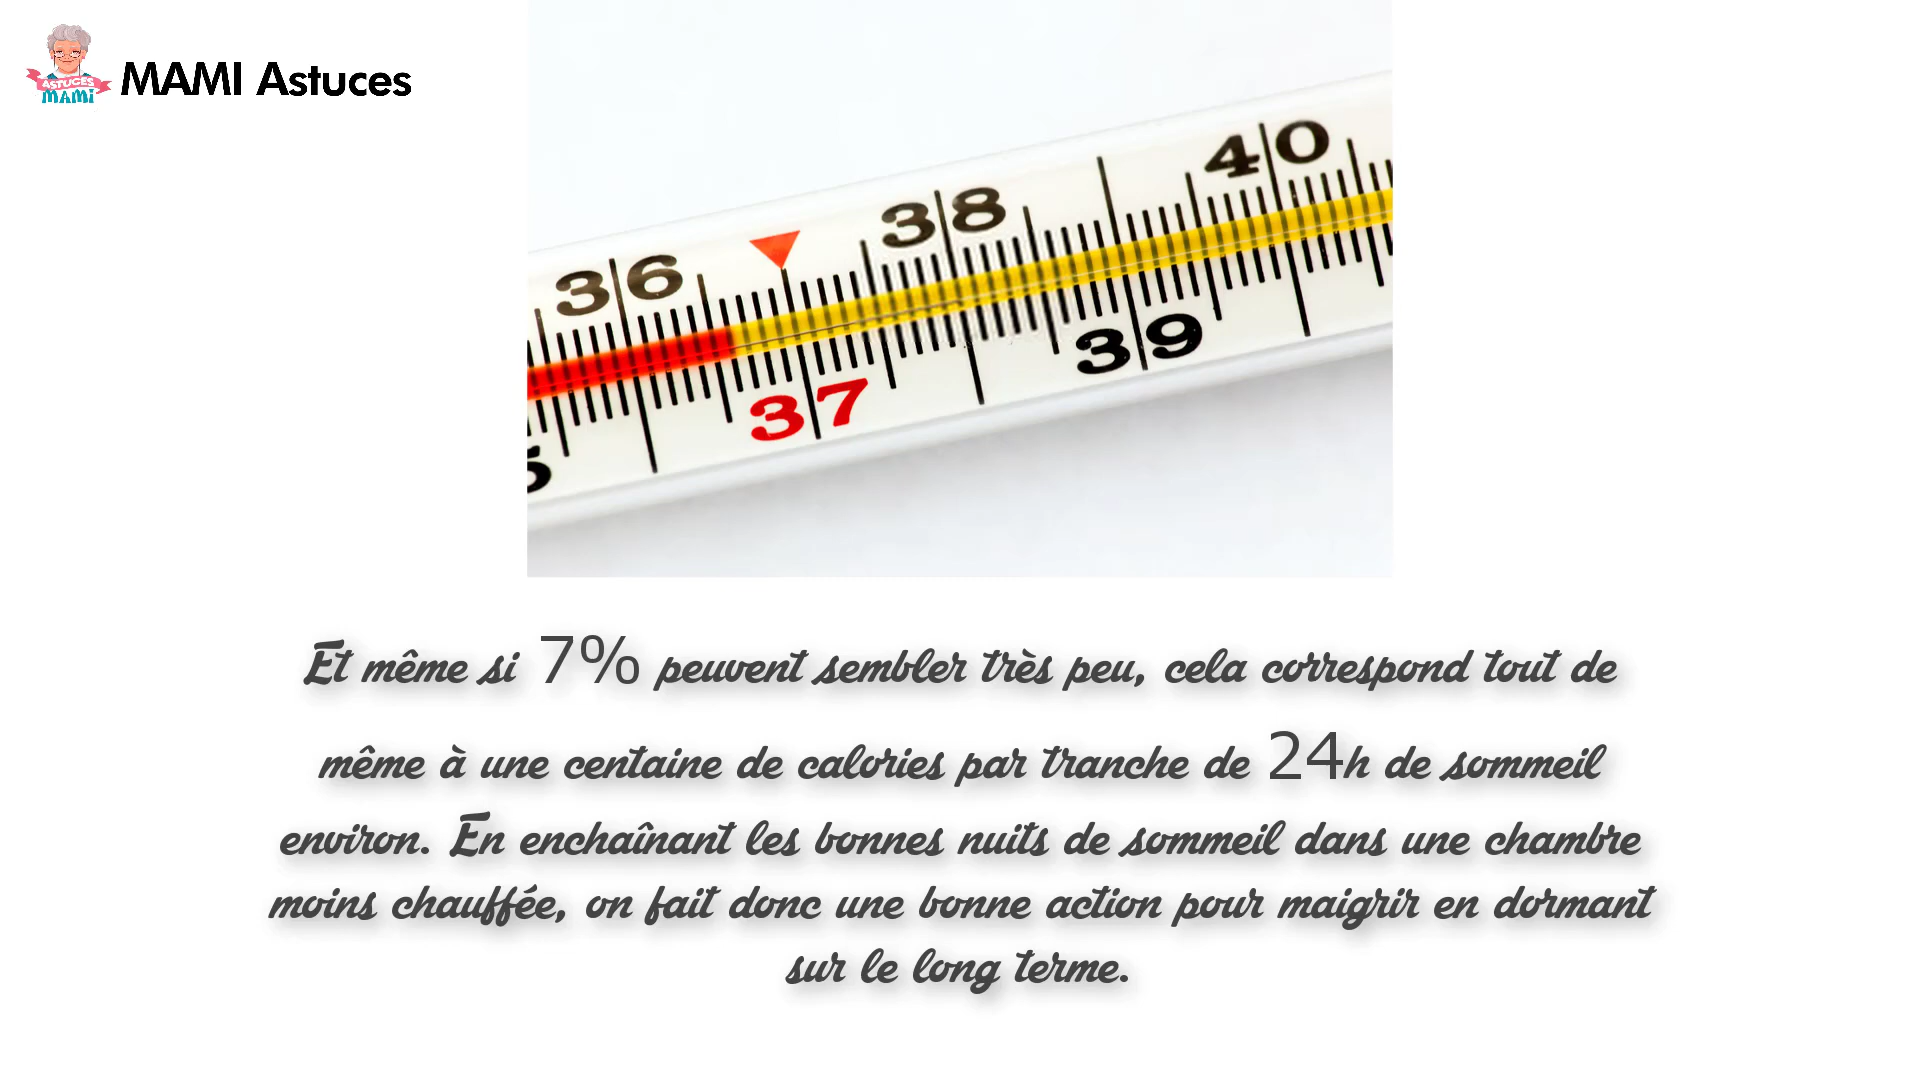 ASTUCES
MAMI
MAMI Astuces
36
38
40
37
39
5
Et même si 7% peuvent sembler très peu, cela correspond tout de
même à une centaine de calories par tranche de 24h de sommeil
environ. En enchaînant les bonnes nuits de sommeil dans une chambre
moins chauffée, on fait donc une bonne action pour maigrir en dormant
sur le long terme.